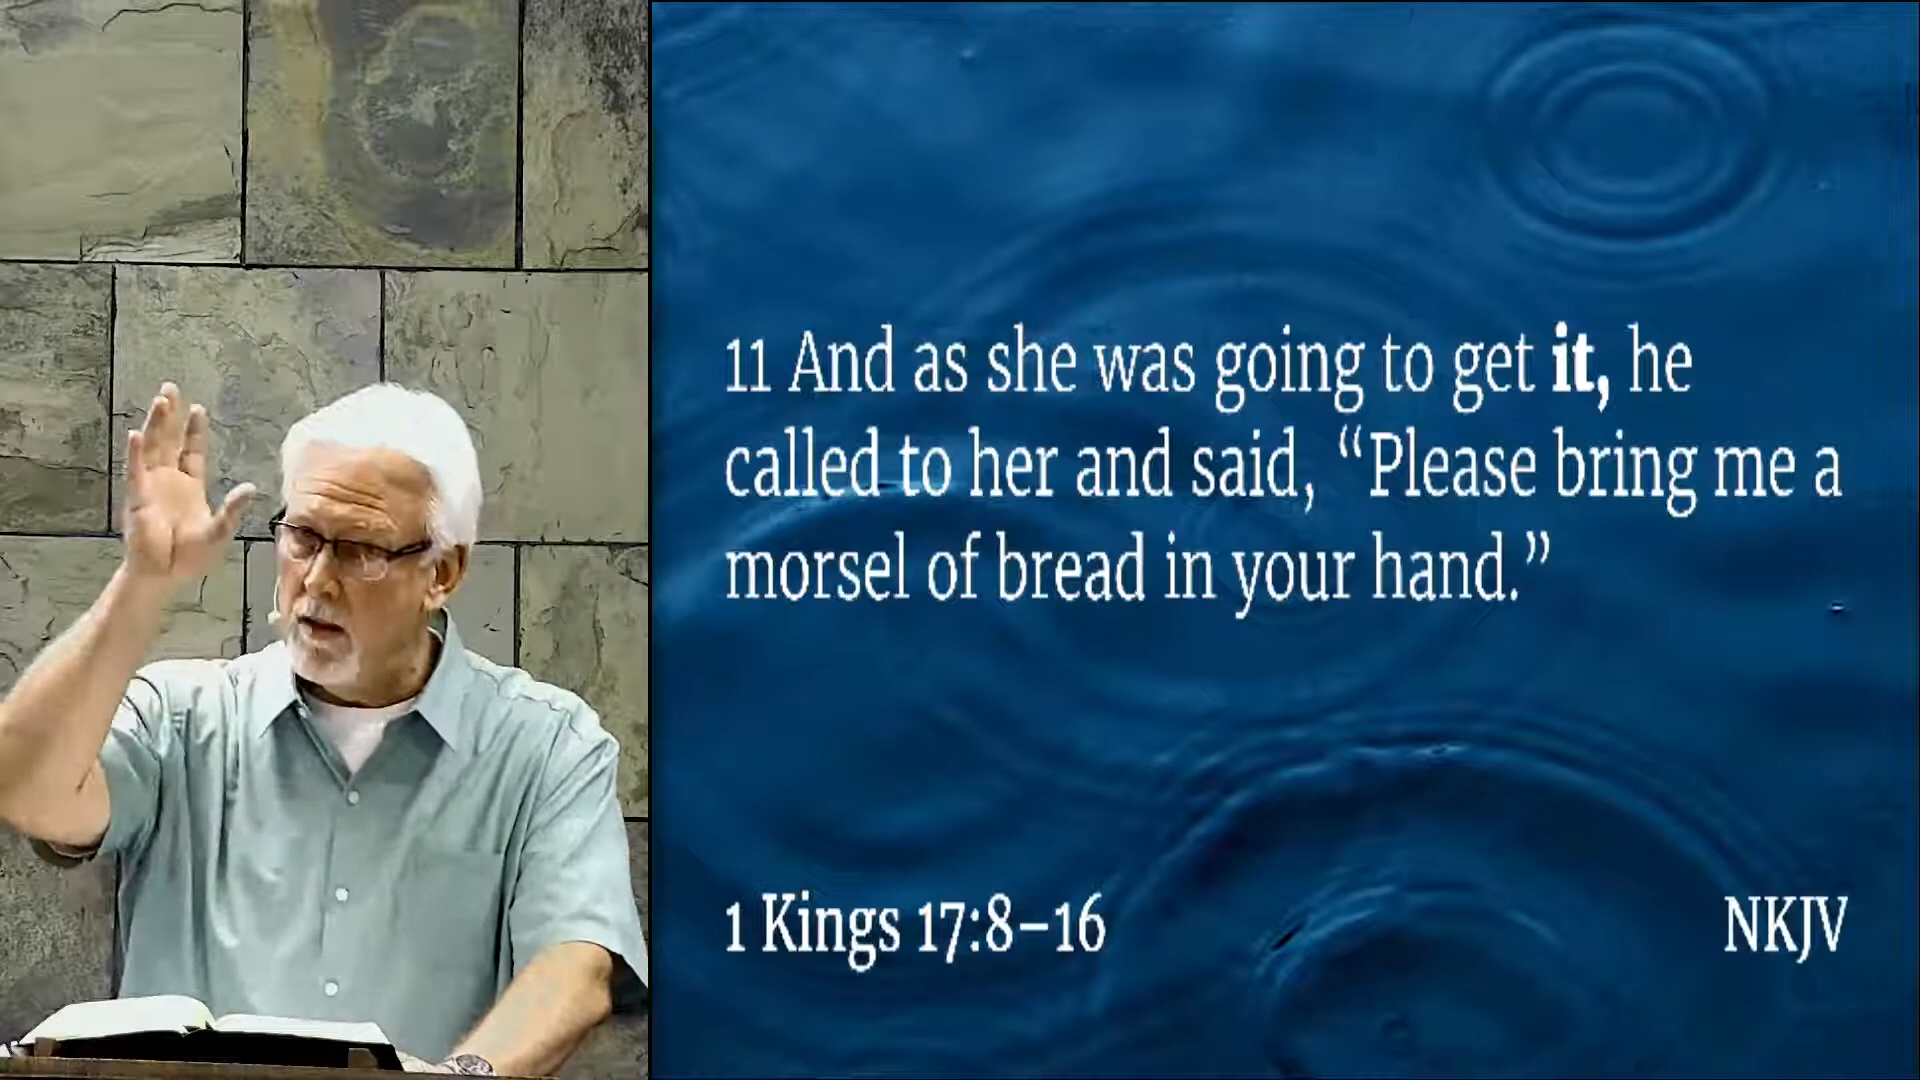 11 And as she was going to get it, he
called to her and said, “Please bring me a
morsel of bread in your hand.”
1 Kings 17:8–16
NKJV